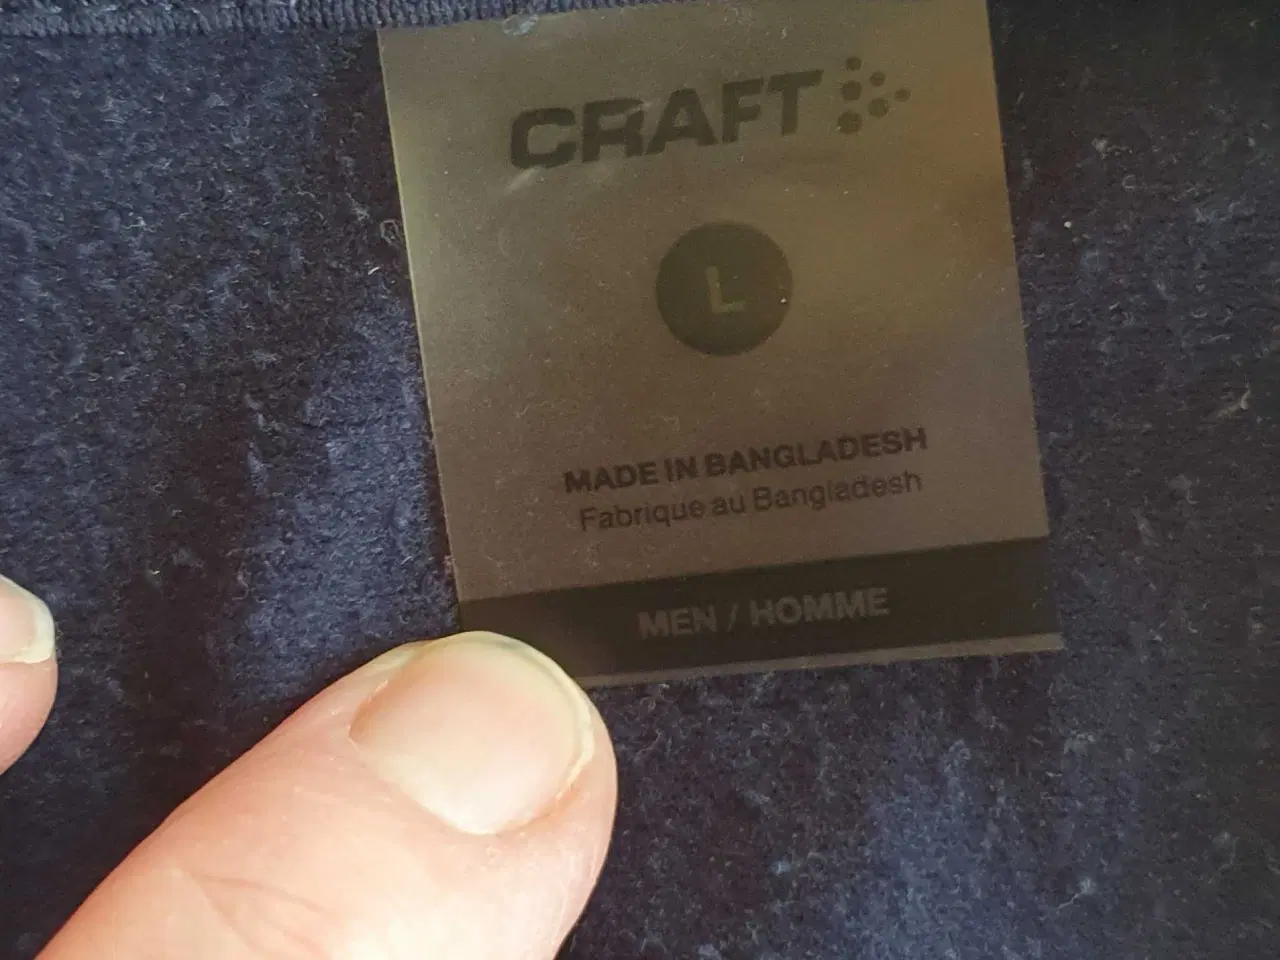 CRAFT
L
MADE IN BANGLADESH
Fabrique au Bangladesh
MEN / HOMME